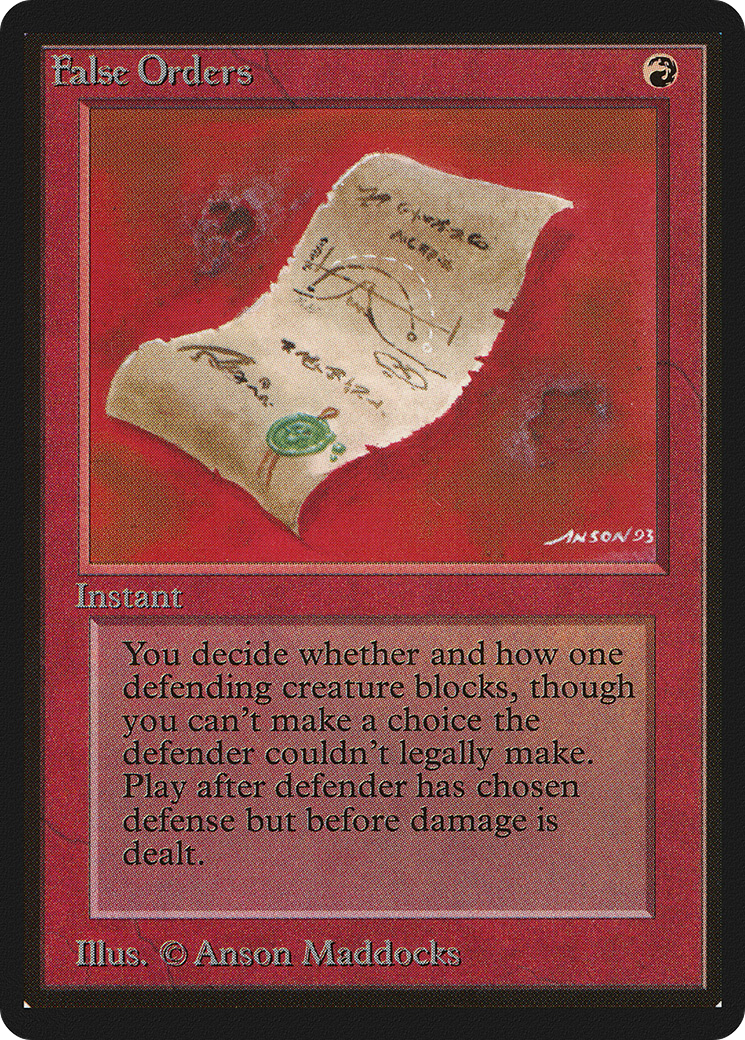 False Orders
ANSON 93
Instant
You decide whether and how one
defending creature blocks, though
you can't make a choice the
defender couldn't legally make.
Play after defender has chosen
defense but before damage is
dealt.
Illus. © Anson Maddocks